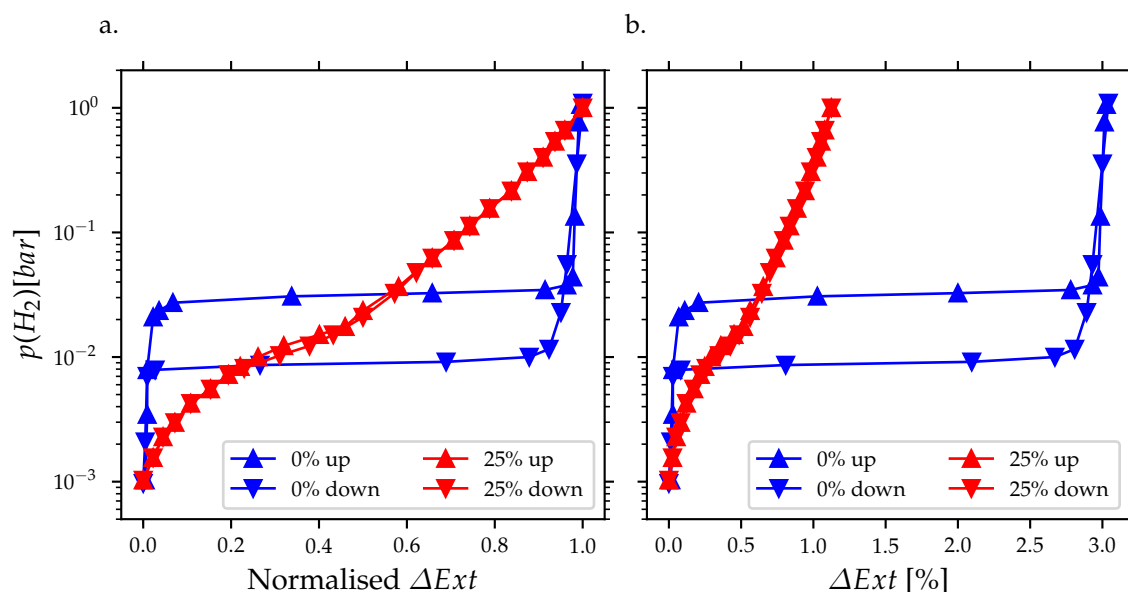 a.
b.
p(H₂)[bar]
10⁰
10⁻¹
10⁻²
10⁻³
0% up
0% down
25% up
25% down
0.0 0.2 0.4 0.6 0.8 1.0
Normalised ΔExt
0% up
0% down
25% up
25% down
0.0 0.5 1.0 1.5 2.0 2.5 3.0
ΔExt [%]